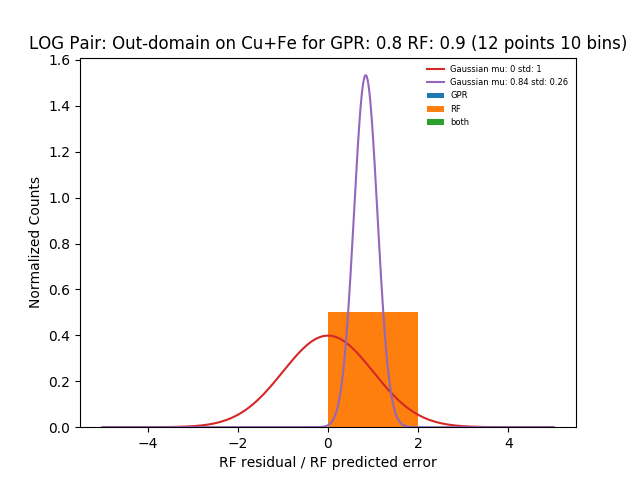 LOG Pair: Out-domain on Cu+Fe for GPR: 0.8 RF: 0.9 (12 points 10 bins)
Gaussian mu: 0 std: 1
Gaussian mu: 0.84 std: 0.26
GPR
RF
both
Normalized Counts
1.6
1.4
1.2
1.0
0.8
0.6
0.4
0.2
0.0
−4 −2 0 2 4
RF residual / RF predicted error